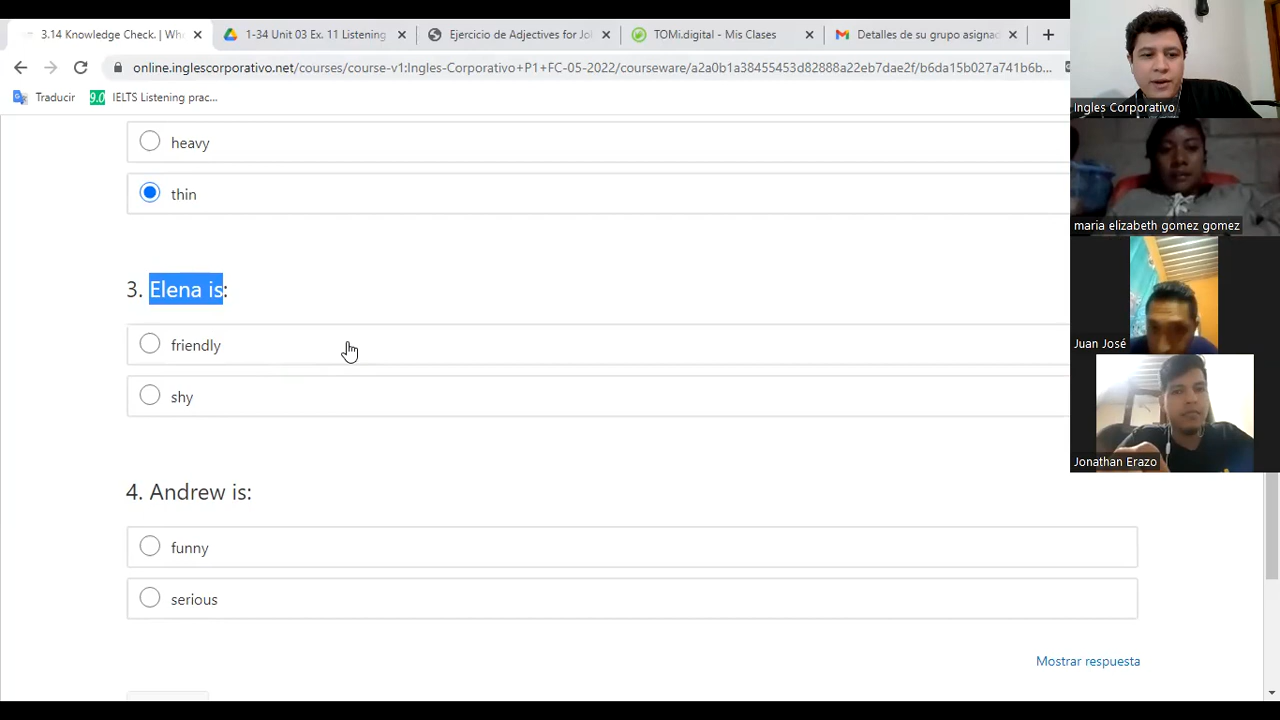 3.14 Knowledge Check. | Whe
1-34 Unit 03 Ex. 11 Listening
Ejercicio de Adjectives for Jo
TOMi.digital - Mis Clases
Detalles de su grupo asignad
online.inglescorporativo.net/courses/course-v1:Ingles-Corporativo+P1+FC-05-2022/courseware/a2a0b1a38455453d82888a22eb7dae2f/b6da15b027a741b6b...
Traducir
9.0 IELTS Listening prac...
heavy
thin
3. Elena is:
friendly
shy
4. Andrew is:
funny
serious
Mostrar respuesta
Ingles Corporativo
maria elizabeth gomez gomez
Juan José
Jonathan Erazo